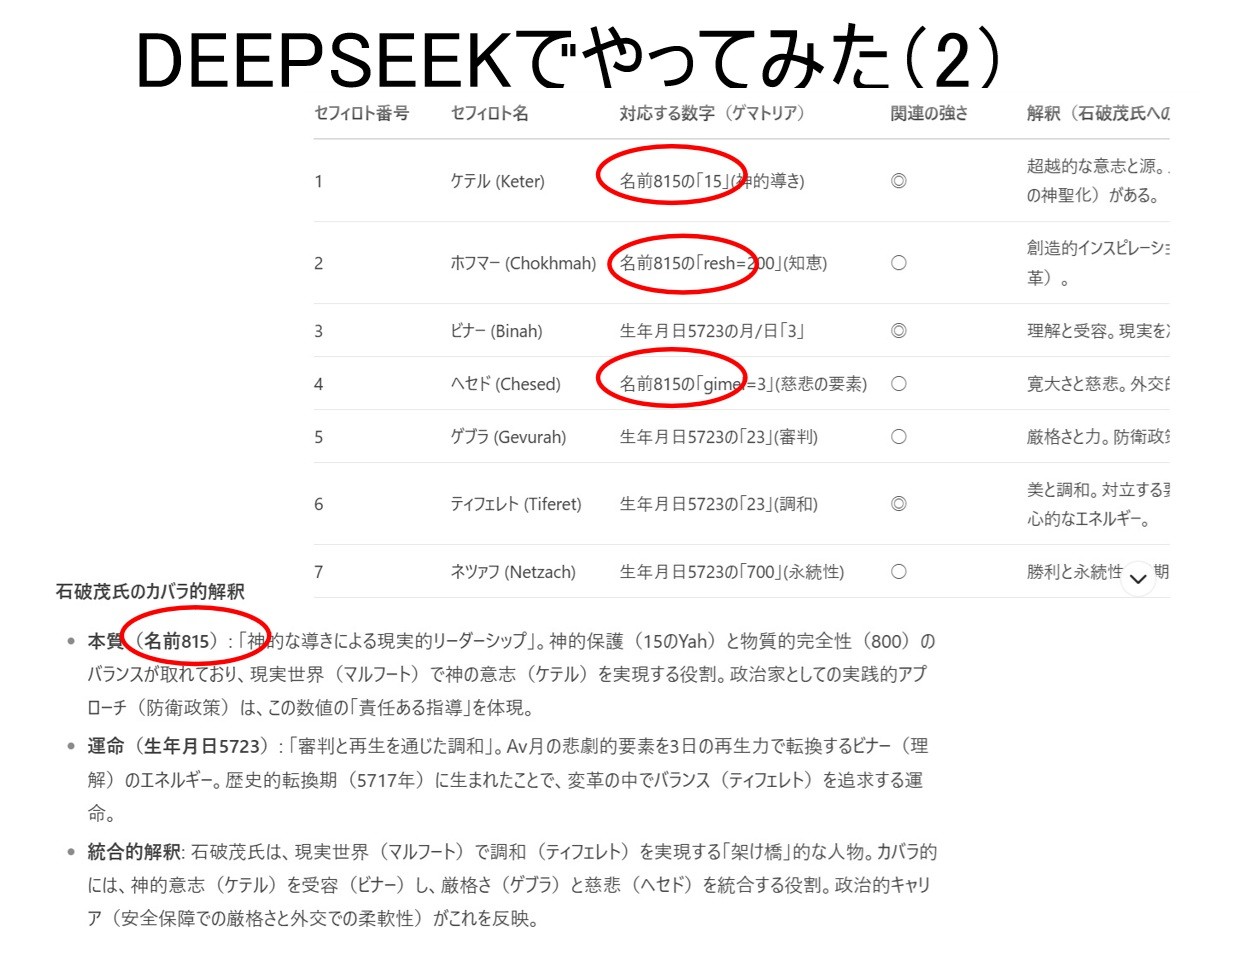 DEEPSEEKでやってみた(2)
セフィロト番号 セフィロト名 対応する数字（ゲマトリア） 関連の強さ 解釈（石破茂氏への
1 ケテル (Keter) 名前815の「15」(神的導き) ◎ 超越的な意志と源。
の神聖化）がある。
2 ホフマー (Chokhmah) 名前815の「resh=200」(知恵) ○ 創造的インスピレーショ
革）。
3 ビナー (Binah) 生年月日5723の月/日「3」 ◎ 理解と受容。現実を
4 ヘセド (Chesed) 名前815の「gimel=3」(慈悲の要素) ○ 寛大さと慈悲。外交的
5 ゲブラ (Gevurah) 生年月日5723の「23」(審判) ○ 厳格さと力。防衛政策
6 ティフェレト (Tiferet) 生年月日5723の「23」(調和) ◎ 美と調和。対立する要
心的なエネルギー。
7 ネツァフ (Netzach) 生年月日5723の「700」(永続性) ○ 勝利と永続性 期
石破茂氏のカバラ的解釈
• 本質（名前815）:「神的な導きによる現実的リーダーシップ」。神的保護（15のYah）と物質的完全性（800）の
バランスが取れており、現実世界（マルフート）で神の意志（ケテル）を実現する役割。政治家としての実践的アプ
ローチ（防衛政策）は、この数値の「責任ある指導」を体現。
• 運命（生年月日5723）:「審判と再生を通じた調和」。Av月の悲劇的要素を3日の再生力で転換するビナー（理
解）のエネルギー。歴史的転換期（5717年）に生まれたことで、変革の中でバランス（ティフェレト）を追求する運
命。
• 統合的解釈: 石破茂氏は、現実世界（マルフート）で調和（ティフェレト）を実現する「架け橋」的な人物。カバラ的
には、神的意志（ケテル）を受容（ビナー）し、厳格さ（ゲブラ）と慈悲（ヘセド）を統合する役割。政治的キャリ
ア（安全保障での厳格さと外交での柔軟性）がこれを反映。